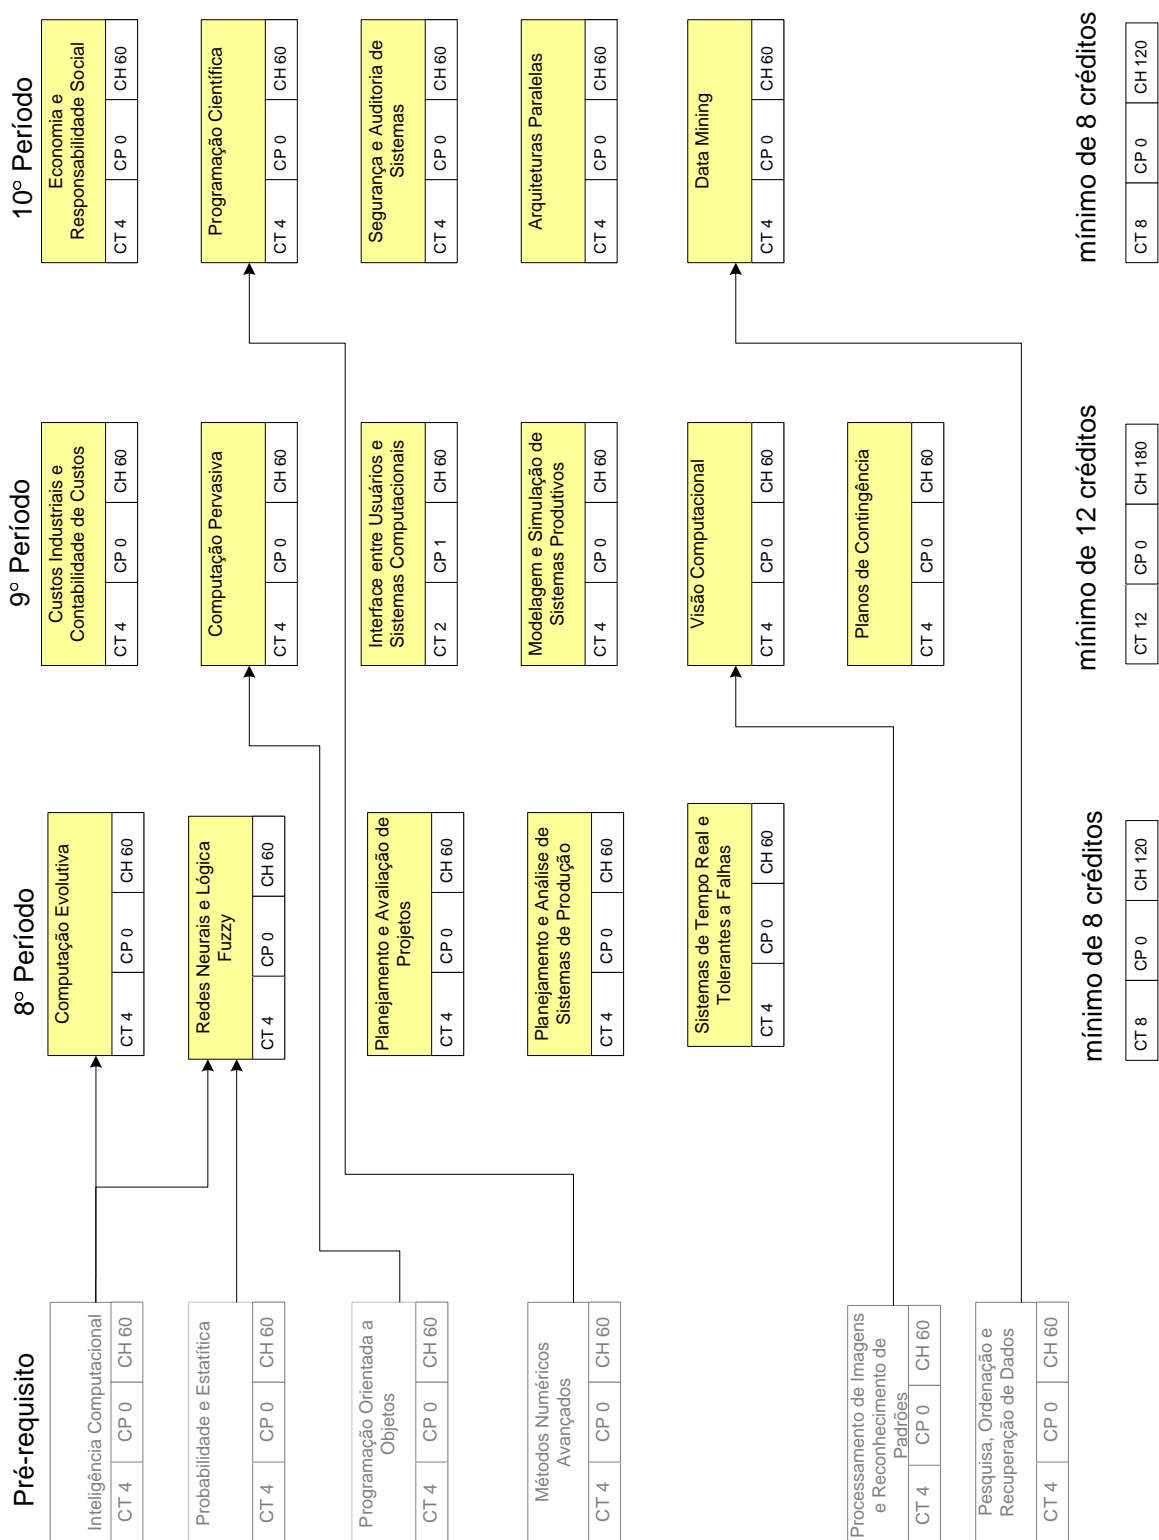 Pré-requisito
Inteligência Computacional
CT 4 CP 0 CH 60
Probabilidade e Estatítica
CT 4 CP 0 CH 60
Programação Orientada a
Objetos
CT 4 CP 0 CH 60
Métodos Numéricos
Avançados
CT 4 CP 0 CH 60
Processamento de Imagens
e Reconhecimento de
Padrões
CT 4 CP 0 CH 60
Pesquisa, Ordenação e
Recuperação de Dados
CT 4 CP 0 CH 60
8° Período
Computação Evolutiva
CT 4 CP 0 CH 60
Redes Neurais e Lógica
Fuzzy
CT 4 CP 0 CH 60
Planejamento e Avaliação de
Projetos
CT 4 CP 0 CH 60
Planejamento e Análise de
Sistemas de Produção
CT 4 CP 0 CH 60
Sistemas de Tempo Real e
Tolerantes a Falhas
CT 4 CP 0 CH 60
mínimo de 8 créditos
CT 8 CP 0 CH 120
9° Período
Custos Industriais e
Contabilidade de Custos
CT 4 CP 0 CH 60
Computação Pervasiva
CT 4 CP 0 CH 60
Interface entre Usuários e
Sistemas Computacionais
CT 2 CP 1 CH 60
Modelagem e Simulação de
Sistemas Produtivos
CT 4 CP 0 CH 60
Visão Computacional
CT 4 CP 0 CH 60
Planos de Contingência
CT 4 CP 0 CH 60
mínimo de 12 créditos
CT 12 CP 0 CH 180
10° Período
Economia e
Responsabilidade Social
CT 4 CP 0 CH 60
Programação Científica
CT 4 CP 0 CH 60
Segurança e Auditoria de
Sistemas
CT 4 CP 0 CH 60
Arquiteturas Paralelas
CT 4 CP 0 CH 60
Data Mining
CT 4 CP 0 CH 60
mínimo de 8 créditos
CT 8 CP 0 CH 120